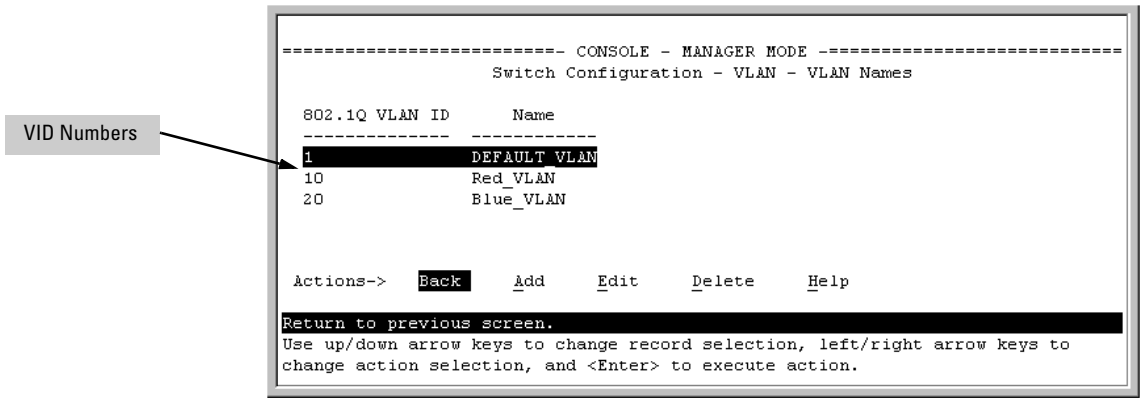 ==========================- CONSOLE - MANAGER MODE -============================
Switch Configuration - VLAN - VLAN Names
802.1Q VLAN ID Name
-------------- ------------
VID Numbers
1 DEFAULT_VLAN
10 Red_VLAN
20 Blue_VLAN
Actions-> Back Add Edit Delete Help
Return to previous screen.
Use up/down arrow keys to change record selection, left/right arrow keys to
change action selection, and <Enter> to execute action.